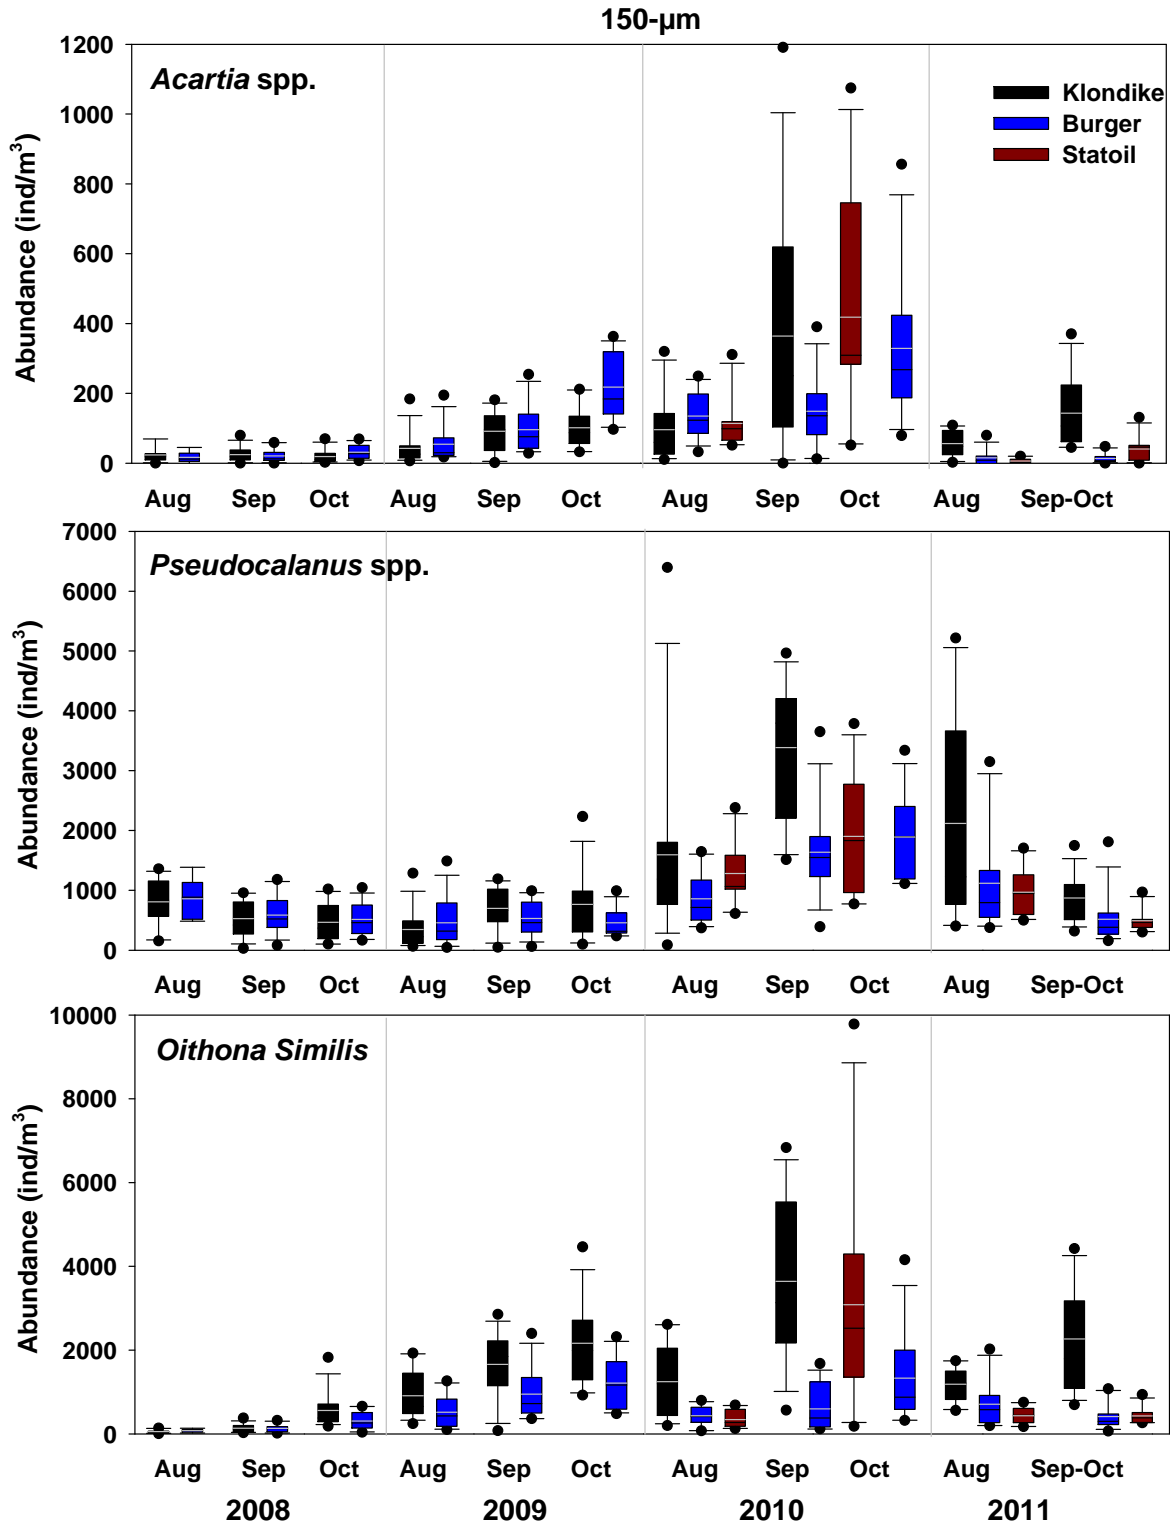 150-µm
1200
1000
800
600
400
200
0
Abundance (ind/m³)
Acartia spp.
Klondike
Burger
Statoil
Aug Sep Oct Aug Sep Oct Aug Sep Oct Aug Sep-Oct
7000
6000
5000
4000
3000
2000
1000
0
Abundance (ind/m³)
Pseudocalanus spp.
Aug Sep Oct Aug Sep Oct Aug Sep Oct Aug Sep-Oct
10000
8000
6000
4000
2000
0
Abundance (ind/m³)
Oithona Similis
Aug Sep Oct Aug Sep Oct Aug Sep Oct Aug Sep-Oct
2008 2009 2010 2011